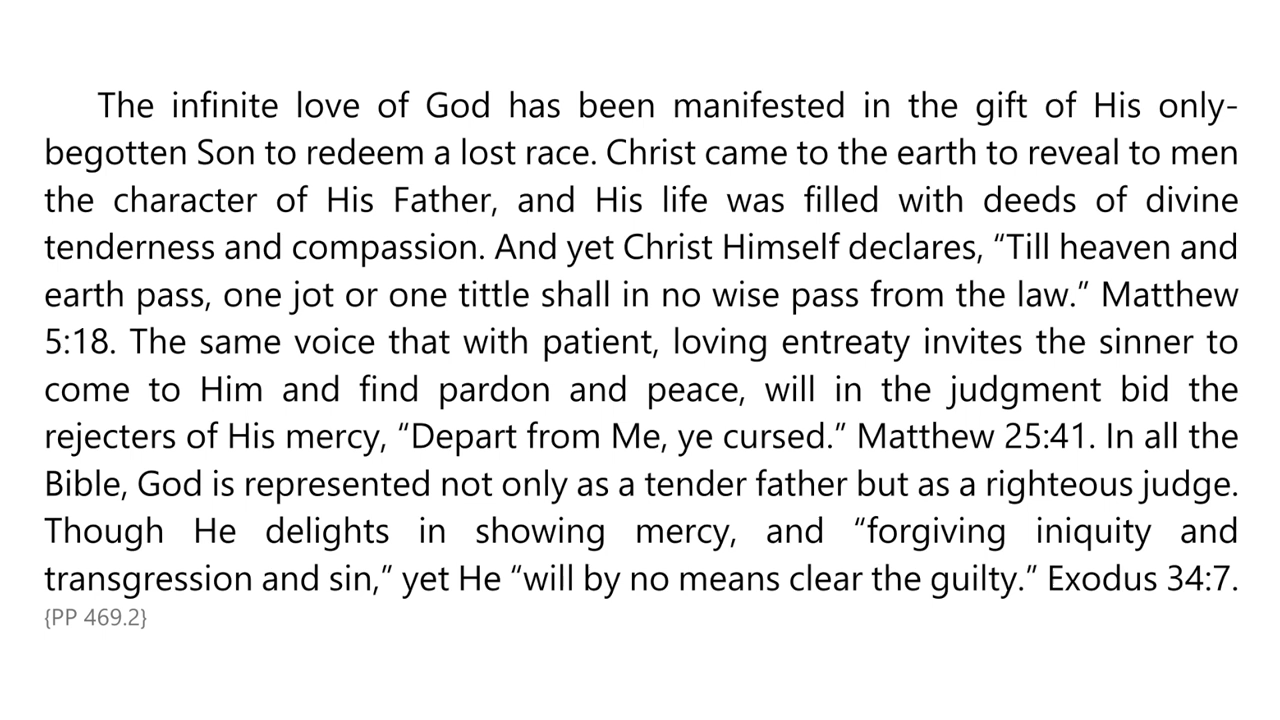 The infinite love of God has been manifested in the gift of His only-
begotten Son to redeem a lost race. Christ came to the earth to reveal to men
the character of His Father, and His life was filled with deeds of divine
tenderness and compassion. And yet Christ Himself declares, “Till heaven and
earth pass, one jot or one tittle shall in no wise pass from the law.” Matthew
5:18. The same voice that with patient, loving entreaty invites the sinner to
come to Him and find pardon and peace, will in the judgment bid the
rejecters of His mercy, “Depart from Me, ye cursed.” Matthew 25:41. In all the
Bible, God is represented not only as a tender father but as a righteous judge.
Though He delights in showing mercy, and “forgiving iniquity and
transgression and sin,” yet He “will by no means clear the guilty.” Exodus 34:7.
{PP 469.2}